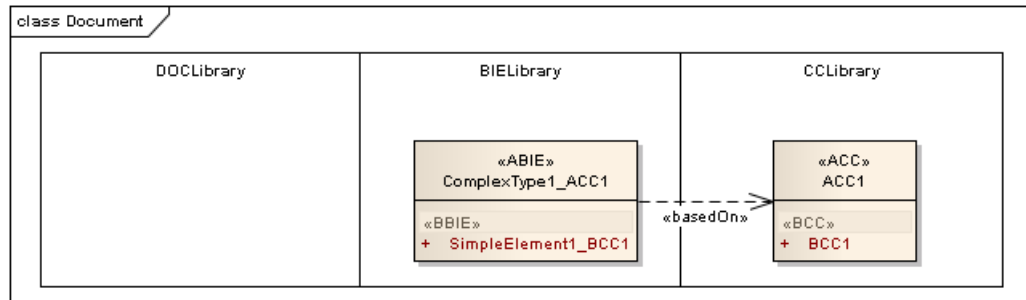 class Document
DOCLibrary
BIELibrary
CCLibrary
«ABIE»
ComplexType1_ACC1
«BBIE»
+ SimpleElement1_BCC1
«basedOn»
«ACC»
ACC1
«BCC»
+ BCC1